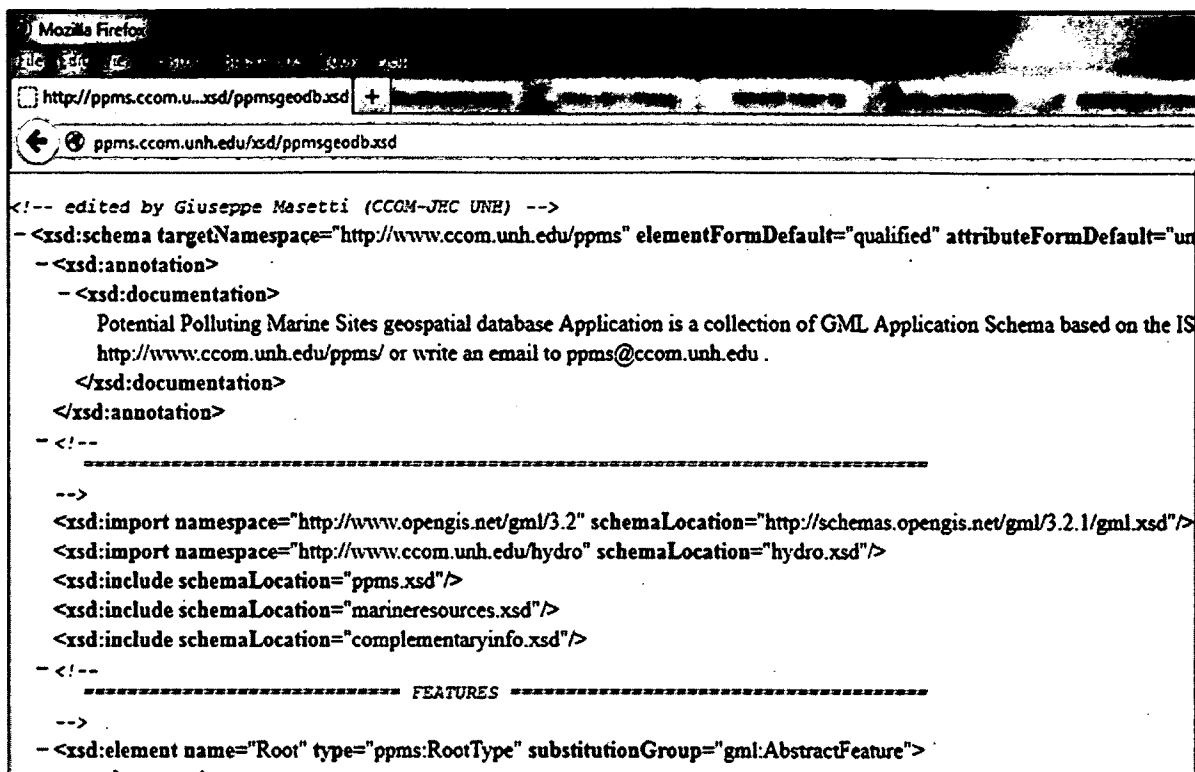 Mozilla Firefox
http://ppms.ccom.u...xsd/ppmsgeodb.xsd +
ppms.ccom.unh.edu/xsd/ppmsgeodb.xsd
<!-- edited by Giuseppe Masetti (CCOM-JHC UNH) -->
- <xsd:schema targetNamespace="http://www.ccom.unh.edu/ppms" elementFormDefault="qualified" attributeFormDefault="un
- <xsd:annotation>
- <xsd:documentation>
Potential Polluting Marine Sites geospatial database Application is a collection of GML Application Schema based on the IS
http://www.ccom.unh.edu/ppms/ or write an email to ppms@ccom.unh.edu .
</xsd:documentation>
</xsd:annotation>
- <!--
==============================================================================
-->
<xsd:import namespace="http://www.opengis.net/gml/3.2" schemaLocation="http://schemas.opengis.net/gml/3.2.1/gml.xsd"/>
<xsd:import namespace="http://www.ccom.unh.edu/hydro" schemaLocation="hydro.xsd"/>
<xsd:include schemaLocation="ppms.xsd"/>
<xsd:include schemaLocation="marineresources.xsd"/>
<xsd:include schemaLocation="complementaryinfo.xsd"/>
- <!--
============================= FEATURES ======================================
-->
- <xsd:element name="Root" type="ppms:RootType" substitutionGroup="gml:AbstractFeature">